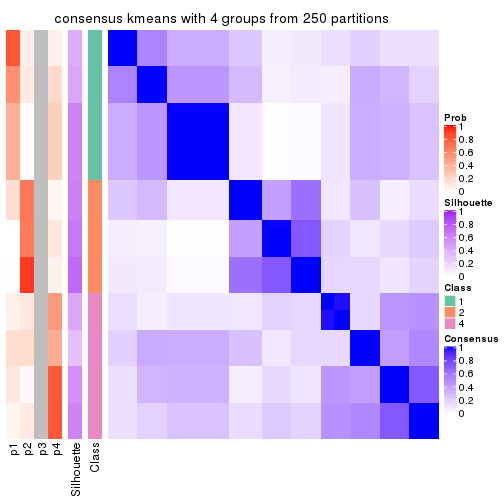 consensus kmeans with 4 groups from 250 partitions
Prob
1
0.8
0.6
0.4
0.2
0
Silhouette
1
0.8
0.6
0.4
0.2
0
Class
1
2
4
Consensus
1
0.8
0.6
0.4
0.2
0
p1
p2
p3
p4
Silhouette
Class